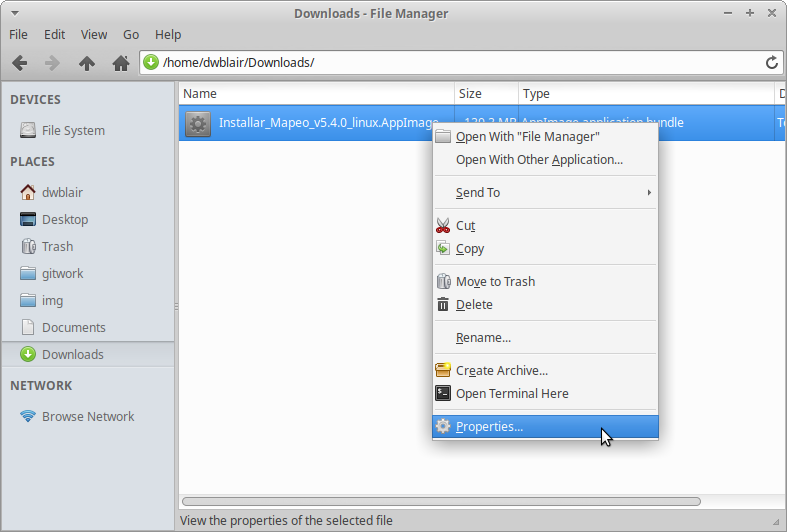 Downloads - File Manager
File Edit View Go Help
/home/dwblair/Downloads/
DEVICES
File System
PLACES
dwblair
Desktop
Trash
gitwork
img
Documents
Downloads
NETWORK
Browse Network
Name Size Type D
Installar_Mapeo_v5.4.0_linux.AppImage AppImage application bundle
Open With "File Manager"
Open With Other Application...
Send To
Cut
Copy
Move to Trash
Delete
Rename...
Create Archive...
Open Terminal Here
Properties...
View the properties of the selected file